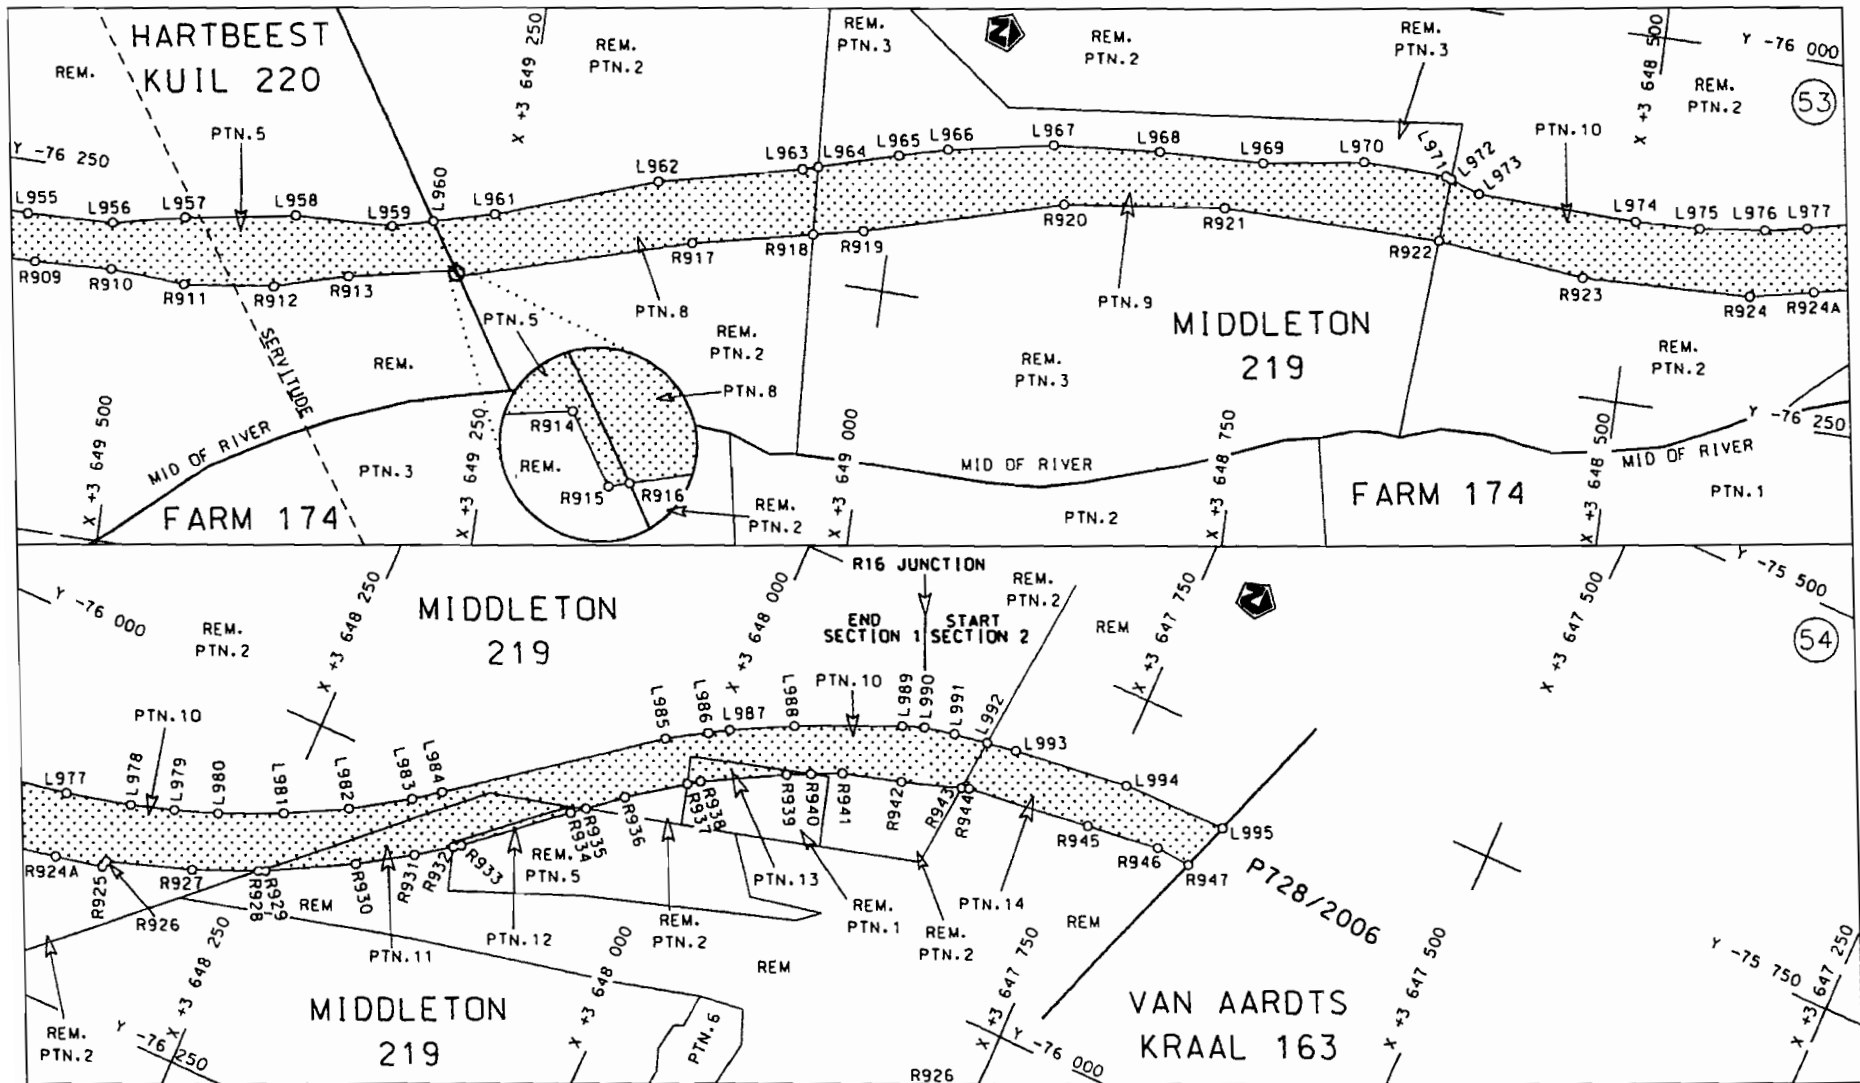 HARTBEEST
KUIL 220
REM.
PTN.5
X +3 649 250
REM.
PTN.2
REM.
PTN.3
N
REM.
PTN.2
REM.
PTN.3
X +3 648 500
Y -76 000
REM.
PTN.2
53
PTN.10
Y -76 250
L955
L956
L957
L958
L959
L960
L961
L962
L963
L964
L965
L966
L967
L968
L969
L970
L971
L972
L973
L974
L975
L976
L977
R909
R910
R911
R912
R913
R917
R918
R919
R920
R921
R922
R923
R924
R924A
SERVITUDE
REM.
PTN.5
PTN.8
REM.
PTN.2
PTN.8
PTN.9
MIDDLETON
219
REM.
PTN.3
REM.
PTN.2
R914
REM.
R915
R916
REM.
PTN.2
MID OF RIVER
PTN.3
X +3 649 500
FARM 174
X +3 649 250
X +3 649 000
MID OF RIVER
PTN.2
X +3 648 750
FARM 174
X +3 648 500
MID OF RIVER
Y -76 250
PTN.1
Y -76 000
REM.
PTN.2
X +3 648 250
MIDDLETON
219
X +3 648 000
R16 JUNCTION
END
SECTION 1
START
SECTION 2
REM.
PTN.2
REM
X +3 647 750
N
X +3 647 500
Y -75 500
54
PTN.10
PTN.10
L977
L978
L979
L980
L981
L982
L983
L984
L985
L986
L987
L988
L989
L990
L991
L992
L993
L994
L995
R924A
R925
R926
R927
R928
R929
R930
R931
R932
R933
R934
R935
R936
R937
R938
R939
R940
R941
R942
R943
R944
R945
R946
R947
REM
PTN.11
PTN.12
REM.
PTN.5
REM.
PTN.2
PTN.13
REM.
PTN.1
REM.
PTN.2
PTN.14
REM
P728/2006
REM.
PTN.2
Y -76 250
X +3 648 250
MIDDLETON
219
X +3 648 000
REM
PTN.6
R926
X +3 647 750
Y -76 000
VAN AARDTS
KRAAL 163
X +3 647 500
Y -75 750
X +3 647 250